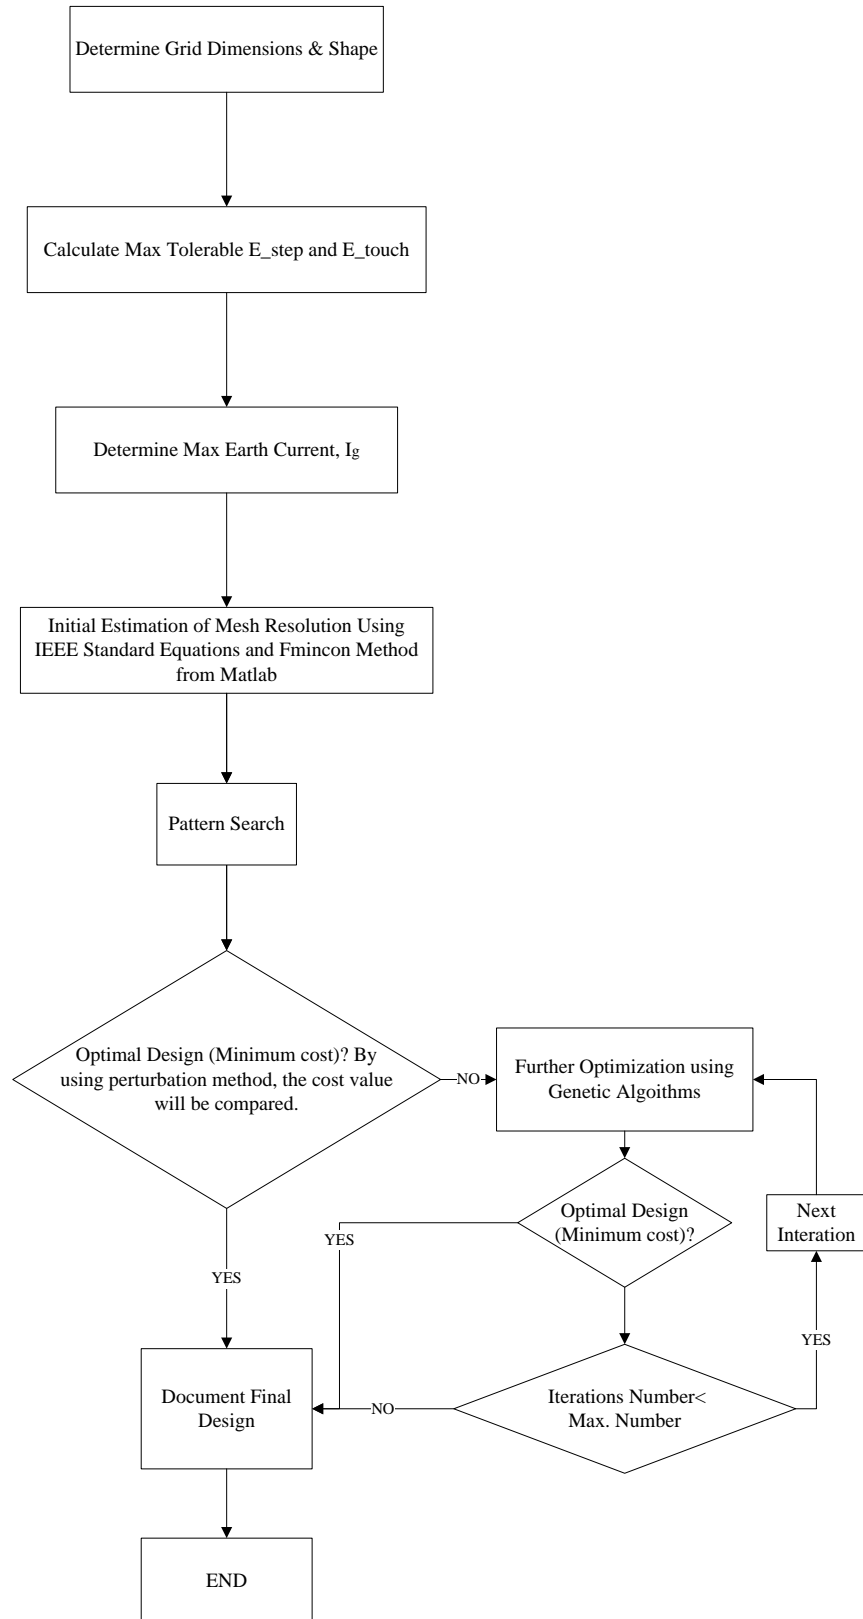 Determine Grid Dimensions & Shape
Calculate Max Tolerable E_step and E_touch
Determine Max Earth Current, Ig
Initial Estimation of Mesh Resolution Using
IEEE Standard Equations and Fmincon Method
from Matlab
Pattern Search
Optimal Design (Minimum cost)? By
using perturbation method, the cost value
will be compared.
NO
Further Optimization using
Genetic Algoithms
Optimal Design
(Minimum cost)?
Next
Interation
YES
YES
YES
Document Final
Design
NO
Iterations Number<
Max. Number
END